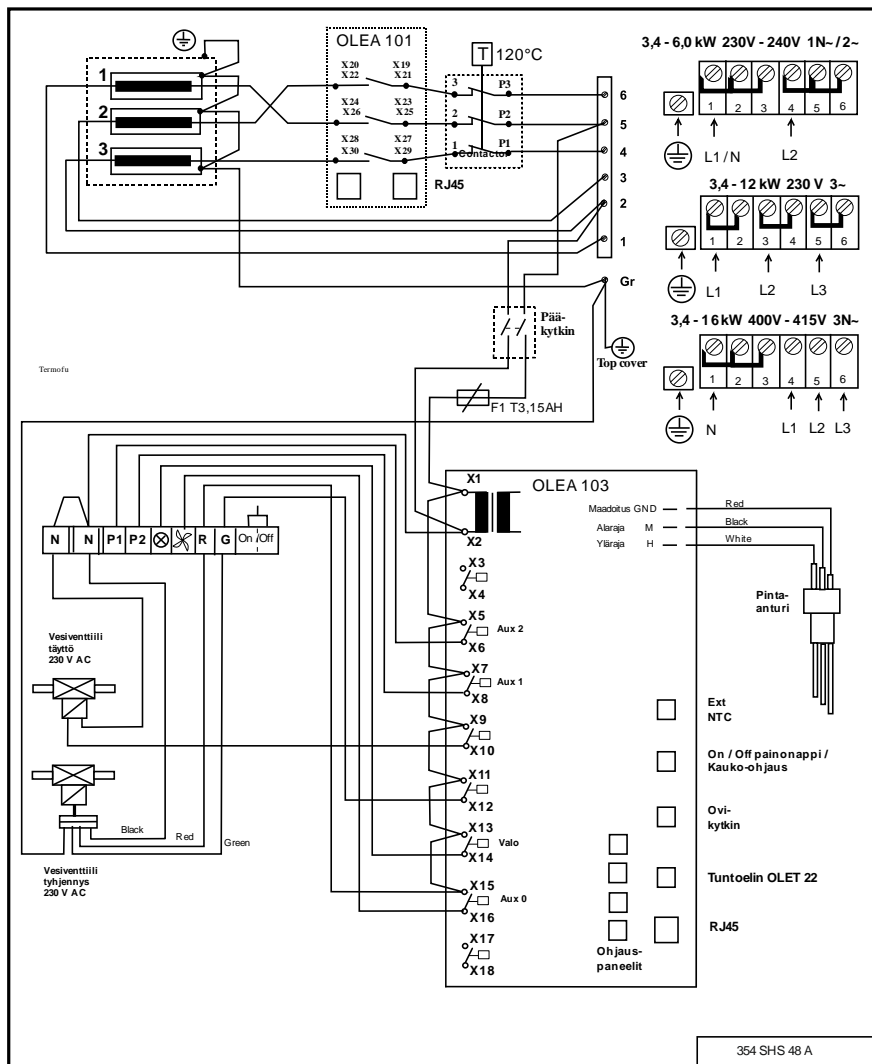 OLEA 101
T 120°C
1
2
3
X20 X19
X22 X21
X24 X23
X26 X25
X28 X27
X30 X29
RJ45
3 P3
2 P2
1 P1
Contactor
6
5
4
3
2
1
Gr
3,4 - 6,0 kW 230V - 240V 1N~ / 2~
1 2 3 4 5 6
L1 / N L2
3,4 - 12 kW 230 V 3~
1 2 3 4 5 6
L1 L2 L3
3,4 - 16 kW 400V - 415V 3N~
1 2 3 4 5 6
N L1 L2 L3
Pää-
kytkin
Top cover
Termofu
F1 T3,15AH
N N P1 P2 R G On / Off
Vesiventtiili
täyttö
230 V AC
Black
Red
Green
Vesiventtiili
tyhjennys
230 V AC
OLEA 103
X1
X2
X3
X4
X5
Aux 2
X6
X7
Aux 1
X8
X9
X10
X11
X12
X13
Valo
X14
X15
Aux 0
X16
X17
X18
Maadoitus GND Red
Alaraja M Black
Yläraja H White
Pinta-
anturi
Ext
NTC
On / Off painonappi /
Kauko-ohjaus
Ovi-
kytkin
Tuntoelin OLET 22
RJ45
Ohjaus-
paneelit
354 SHS 48 A